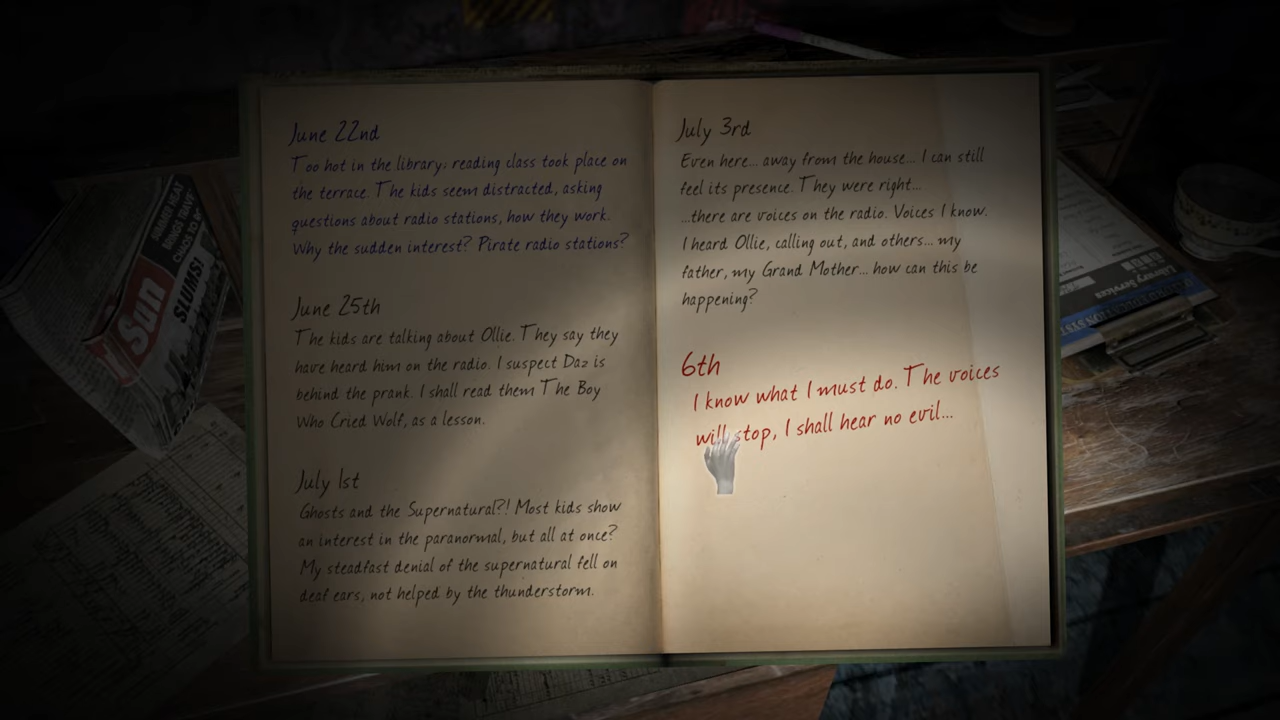 June 22nd
Too hot in the library, reading class took place on
the terrace. The kids seem distracted, asking
questions about radio stations, how they work.
Why the sudden interest? Pirate radio stations?
June 25th
The kids are talking about Ollie. They say they
have heard him on the radio. I suspect Daz is
behind the prank. I shall read them The Boy
Who Cried Wolf, as a lesson.
July 1st
Ghosts and the Supernatural?! Most kids show
an interest in the paranormal, but all at once?
My steadfast denial of the supernatural fell on
deaf ears, not helped by the thunderstorm.
July 3rd
Even here... away from the house... I can still
feel its presence. They were right...
...there are voices on the radio. Voices I know.
I heard Ollie, calling out, and others... my
father, my Grand Mother... how can this be
happening?
6th
I know what I must do. The voices
will stop, I shall hear no evil...
Sun
SLUMS!
Library Services